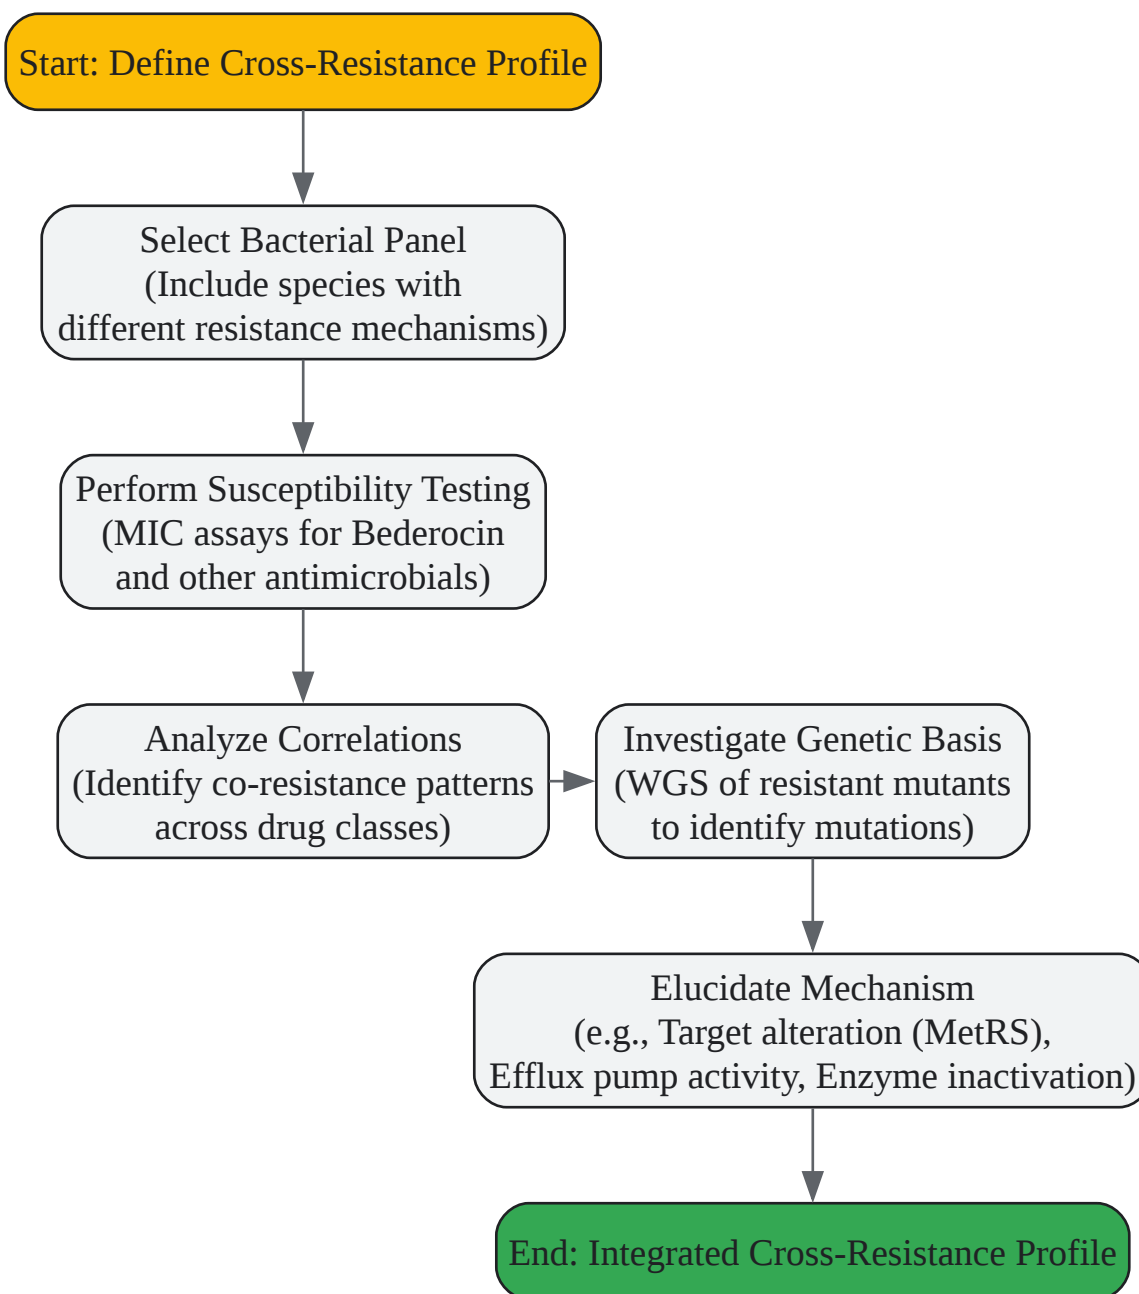 Start: Define Cross-Resistance Profile
Select Bacterial Panel
(Include species with
different resistance mechanisms)
Perform Susceptibility Testing
(MIC assays for Bederocin
and other antimicrobials)
Analyze Correlations
(Identify co-resistance patterns
across drug classes)
Investigate Genetic Basis
(WGS of resistant mutants
to identify mutations)
Elucidate Mechanism
(e.g., Target alteration (MetRS),
Efflux pump activity, Enzyme inactivation)
End: Integrated Cross-Resistance Profile